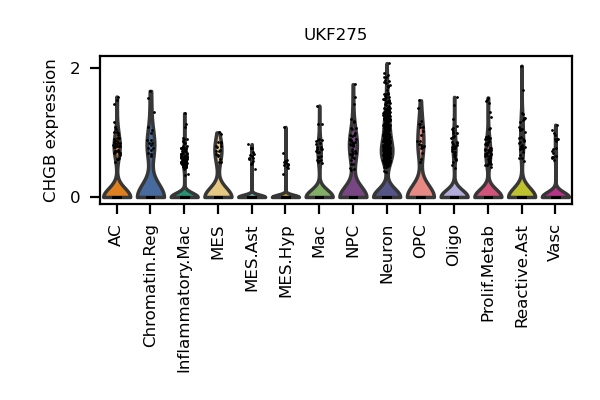 UKF275
CHGB expression
2
0
AC
Chromatin.Reg
Inflammatory.Mac
MES
MES.Ast
MES.Hyp
Mac
NPC
Neuron
OPC
Oligo
Prolif.Metab
Reactive.Ast
Vasc